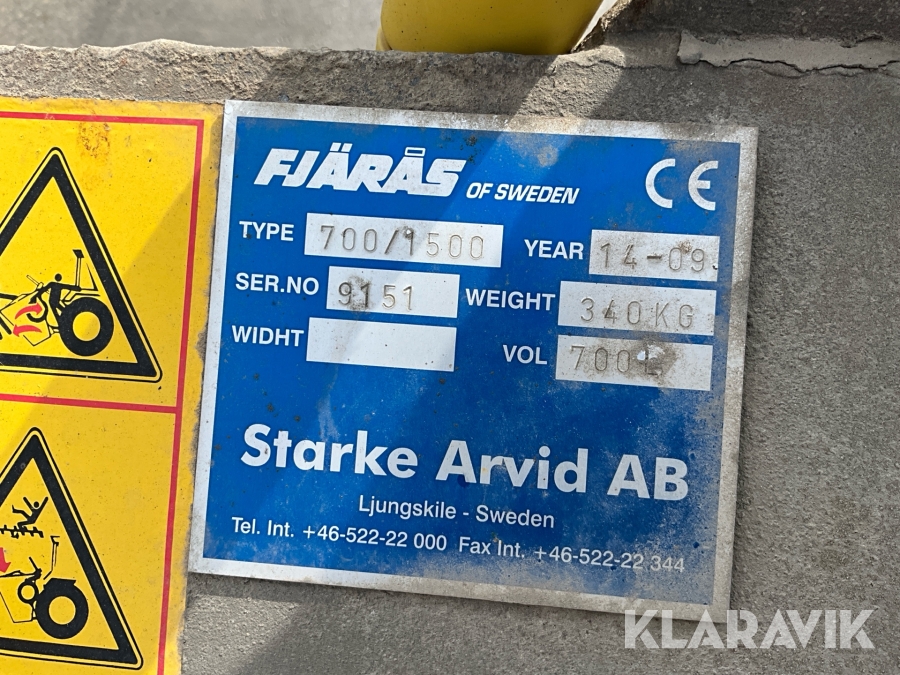 FJÄRÅS OF SWEDEN CE
TYPE 700/1500 YEAR 14-09
SER.NO 9151 WEIGHT 340KG
WIDHT VOL 700L
Starke Arvid AB
Ljungskile - Sweden
Tel. Int. +46-522-22 000 Fax Int. +46-522-22 344
KLARAVIK